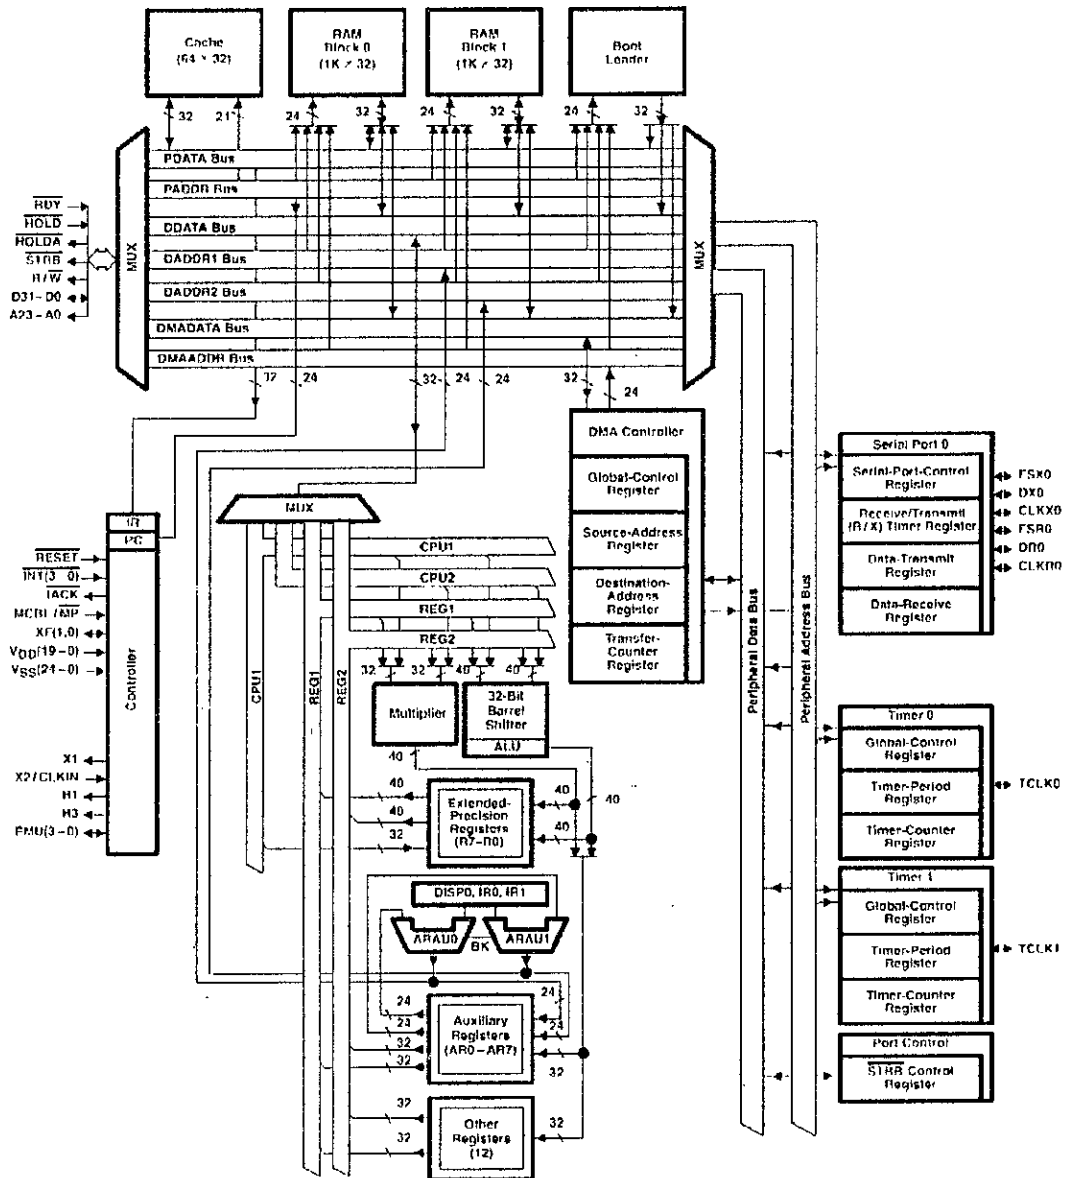 Cache
(64 × 32)
RAM
Block 0
(1K × 32)
RAM
Block 1
(1K × 32)
Boot
Loader
32
21
24
32
24
32
24
32
PDATA Bus
PADDR Bus
DDATA Bus
DADDR1 Bus
DADDR2 Bus
DMADATA Bus
DMAADDR Bus
MUX
MUX
RDY
HOLD
HOLDA
STRB
R/W
D31–D0
A23–A0
32
24
32
24
24
32
24
IR
PC
Controller
RESET
INT(3–0)
IACK
MCBL/MP
XF(1,0)
VDD(19–0)
VSS(24–0)
X1
X2/CLKIN
H1
H3
EMU(3–0)
MUX
CPU1
CPU2
REG1
REG2
CPU1
REG1
REG2
32
32
40
40
Multiplier
32-Bit
Barrel
Shifter
ALU
40
40
40
32
Extended-
Precision
Registers
(R7–R0)
40
40
40
DISP0, IR0, IR1
ARAU0
BK
ARAU1
24
24
32
32
Auxiliary
Registers
(AR0–AR7)
24
24
32
32
32
Other
Registers
(12)
32
DMA Controller
Global-Control
Register
Source-Address
Register
Destination-
Address
Register
Transfer-
Counter
Register
Peripheral Data Bus
Peripheral Address Bus
Serial Port 0
Serial-Port-Control
Register
Receive/Transmit
(R/X) Timer Register
Data-Transmit
Register
Data-Receive
Register
FSX0
DX0
CLKX0
FSR0
DR0
CLKR0
Timer 0
Global-Control
Register
Timer-Period
Register
Timer-Counter
Register
TCLK0
Timer 1
Global-Control
Register
Timer-Period
Register
Timer-Counter
Register
TCLK1
Port Control
STRB Control
Register